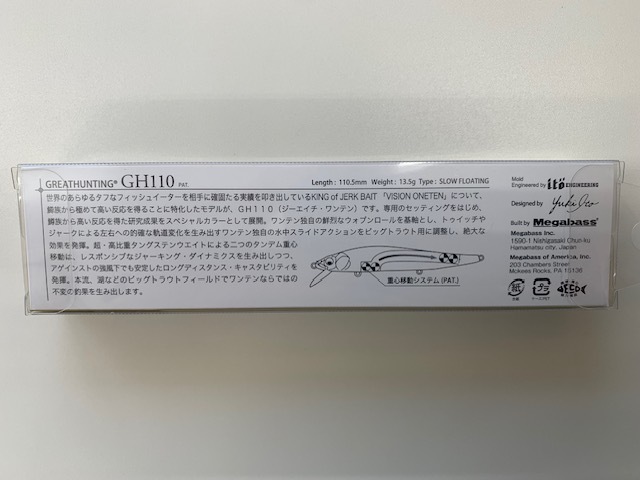 GREATHUNTING® GH110 PAT.
Length : 110.5mm Weight : 13.5g Type : SLOW FLOATING
世界のあらゆるタフなフィッシュイーターを相手に確固たる実績を叩き出しているKING of JERK BAIT 「VISION ONETEN」について、
鱒族から極めて高い反応を得ることに特化したモデルが、GH110（ジーエイチ・ワンテン）です。専用のセッティングをはじめ、
鱒族から高い反応を得た研究成果をスペシャルカラーとして展開。ワンテン独自の鮮烈なウォブンロールを基軸とし、トゥイッチや
ジャークによる左右への的確な軌道変化を生み出すワンテン独自の水中スライドアクションをビッグトラウト用に調整し、絶大な
効果を発揮。超・高比重タングステンウエイトによる二つのタンデム重心
移動は、レスポンシブなジャーキング・ダイナミクスを生み出しつつ、
アゲインストの強風下でも安定したロングディスタンス・キャスタビリティを
発揮。本流、湖などのビッグトラウトフィールドでワンテンならではの
不変の釣果を生み出します。
重心移動システム (PAT.)
Mold
Engineered by itö ENGINEERING
Designed by Yuki Ito
Built by Megabass®
Megabass Inc.
1590-1 Nishigasaki Chuo-ku
Hamamatsu city, Japan
Megabass of America, Inc.
203 Chambers Street
Mckees Rocks, PA 15136
紙
プラ
ECO